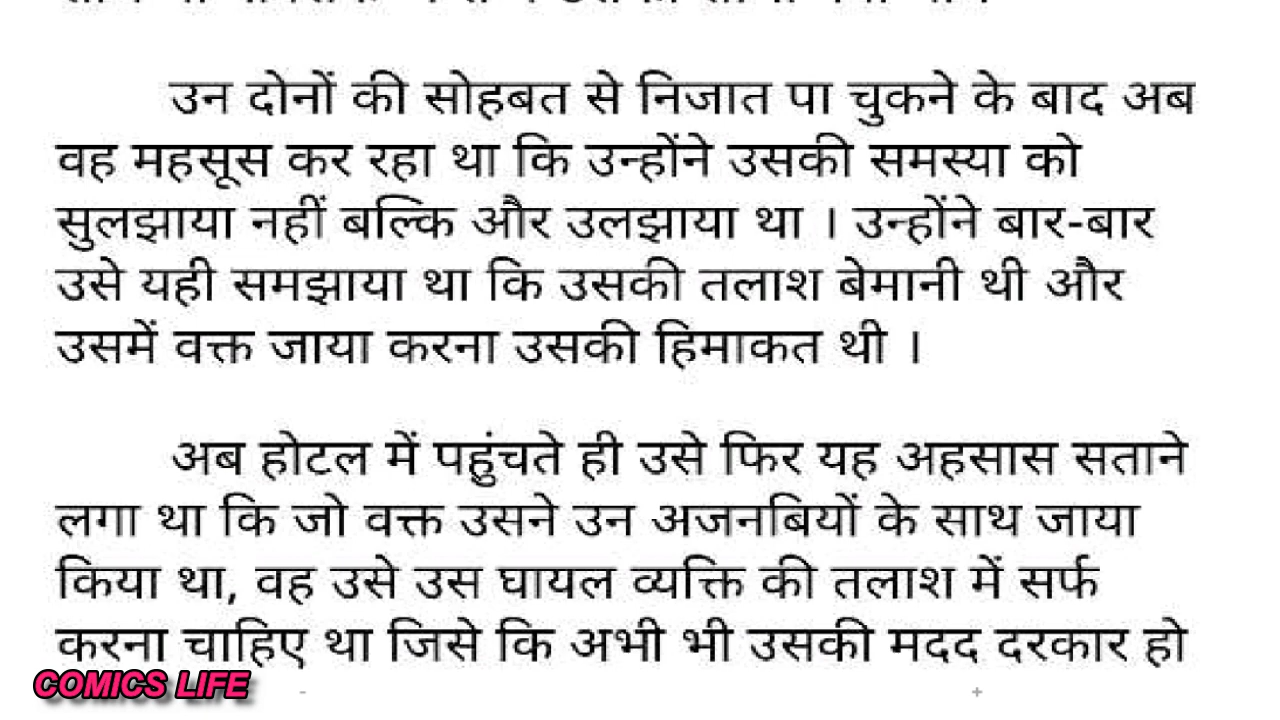 उन दोनों की सोहबत से निजात पा चुकने के बाद अब
वह महसूस कर रहा था कि उन्होंने उसकी समस्या को
सुलझाया नहीं बल्कि और उलझाया था । उन्होंने बार-बार
उसे यही समझाया था कि उसकी तलाश बेमानी थी और
उसमें वक्त जाया करना उसकी हिमाकत थी ।
अब होटल में पहुंचते ही उसे फिर यह अहसास सताने
लगा था कि जो वक्त उसने उन अजनबियों के साथ जाया
किया था, वह उसे उस घायल व्यक्ति की तलाश में सर्फ
करना चाहिए था जिसे कि अभी भी उसकी मदद दरकार हो
COMICS LIFE
- +